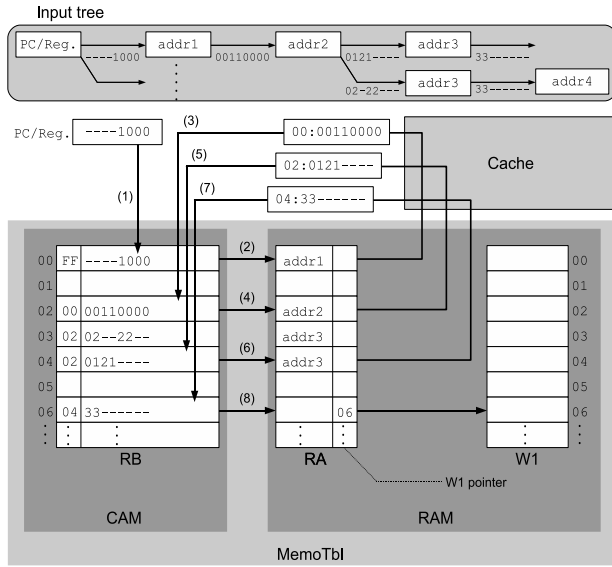 Input tree
PC/Reg. addr1 addr2 addr3
----1000 00110000 0121---- 33------
addr3 addr4
02-22--- 33------
PC/Reg. ----1000
(3) 00:00110000
(5) 02:0121----
(7) 04:33------
Cache
(1)
00 FF ----1000 (2) addr1 00
01 01
02 00 00110000 (4) addr2 02
03 02 02--22-- addr3 03
04 02 0121---- (6) addr3 04
05 05
06 04 33------ (8) 06 06
RB RA W1
W1 pointer
CAM RAM
MemoTbl